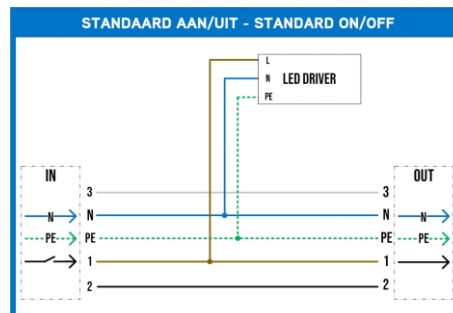 STANDAARD AAN/UIT - STANDARD ON/OFF
L
N LED DRIVER
PE
IN OUT
3 3
N N N N
PE PE PE PE
1 1
2 2